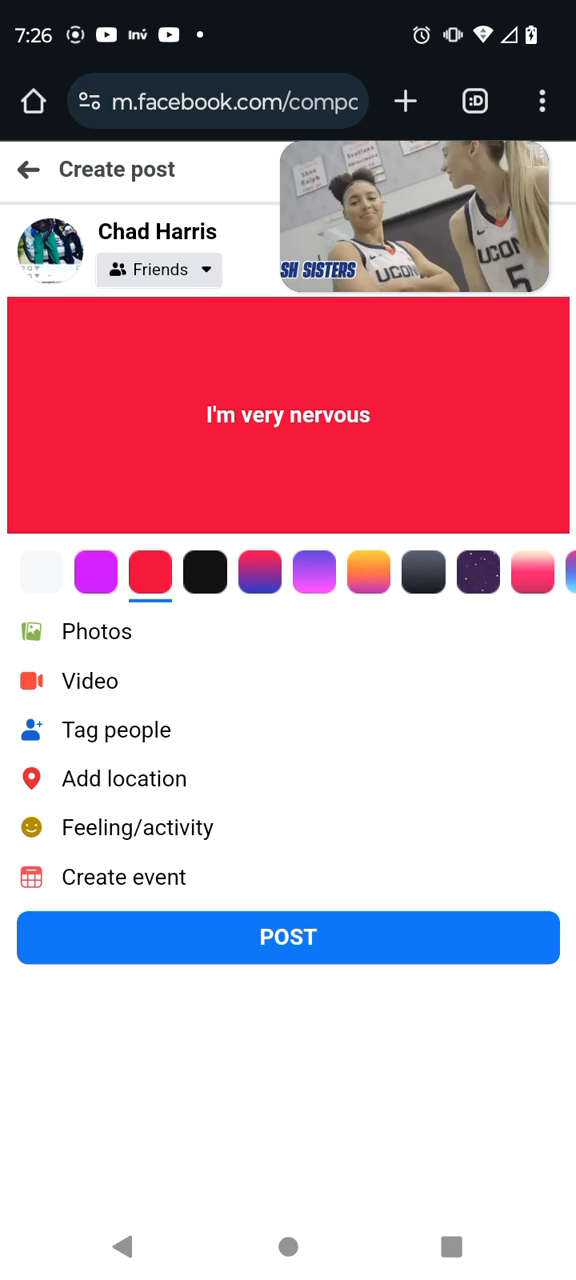 7:26
Inv
:D
m.facebook.com/compo
Create post
Chad Harris
Friends
SH SISTERS
UCON
UCON
5
I'm very nervous
Photos
Video
Tag people
Add location
Feeling/activity
Create event
POST